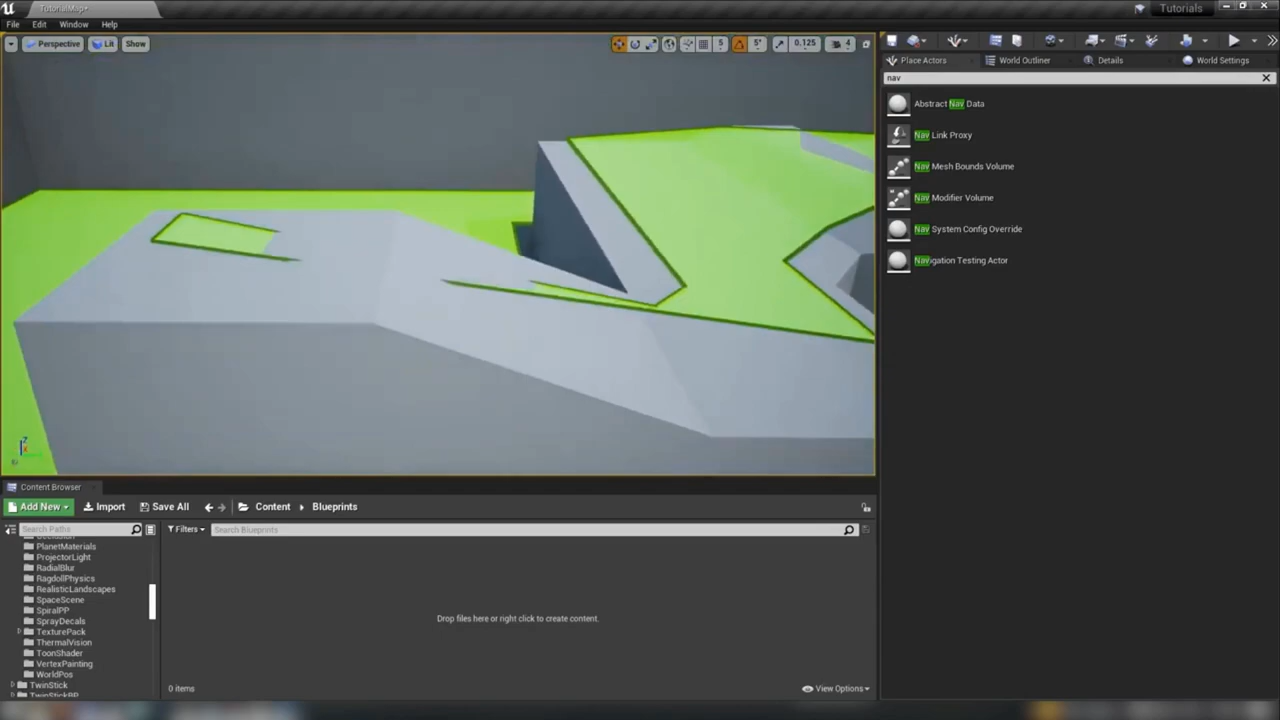 TutorialMap*
Tutorials
File Edit Window Help
Perspective Lit Show
5 5° 0.125 4
Place Actors World Outliner Details World Settings
nav
Abstract Nav Data
Nav Link Proxy
Nav Mesh Bounds Volume
Nav Modifier Volume
Nav System Config Override
Navigation Testing Actor
Content Browser
Add New Import Save All Content Blueprints
Search Paths
Filters Search Blueprints
PlanetMaterials
ProjectorLight
RadialBlur
RagdollPhysics
RealisticLandscapes
SpaceScene
SpiralPP
SprayDecals
TexturePack
ThermalVision
ToonShader
VertexPainting
WorldPos
TwinStick
TwinStickBP
Drop files here or right click to create content.
0 items
View Options